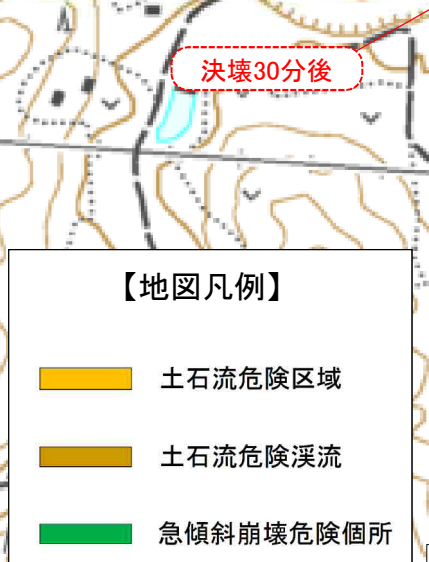 決壊30分後
【地図凡例】
土石流危険区域
土石流危険渓流
急傾斜崩壊危険個所